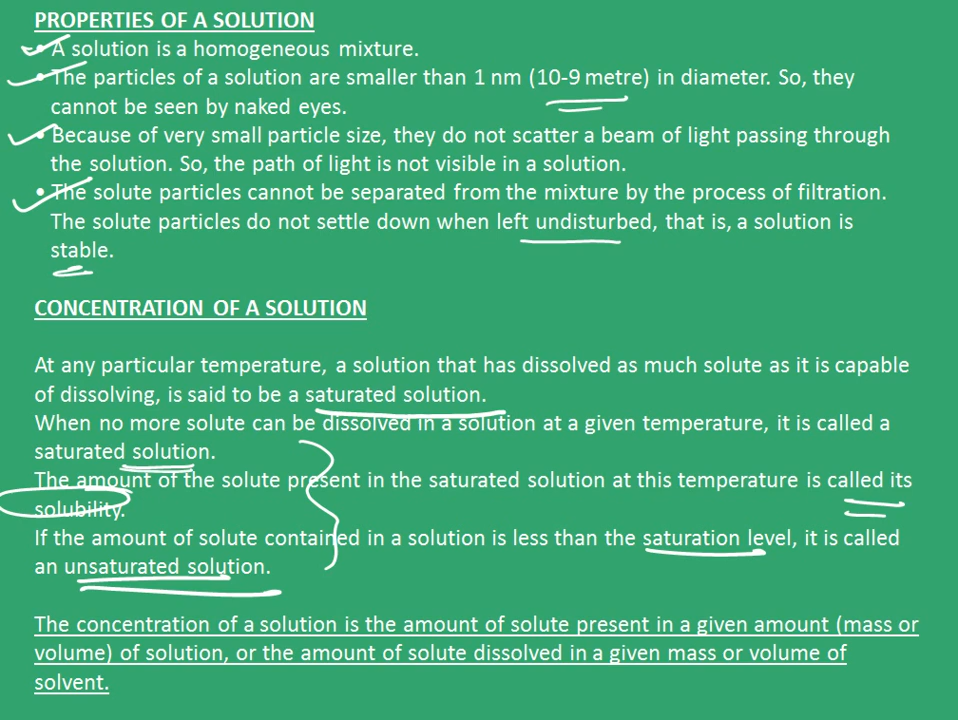 PROPERTIES OF A SOLUTION
• A solution is a homogeneous mixture.
• The particles of a solution are smaller than 1 nm (10-9 metre) in diameter. So, they
cannot be seen by naked eyes.
• Because of very small particle size, they do not scatter a beam of light passing through
the solution. So, the path of light is not visible in a solution.
• The solute particles cannot be separated from the mixture by the process of filtration.
The solute particles do not settle down when left undisturbed, that is, a solution is
stable.
CONCENTRATION OF A SOLUTION
At any particular temperature, a solution that has dissolved as much solute as it is capable
of dissolving, is said to be a saturated solution.
When no more solute can be dissolved in a solution at a given temperature, it is called a
saturated solution.
The amount of the solute present in the saturated solution at this temperature is called its
solubility.
If the amount of solute contained in a solution is less than the saturation level, it is called
an unsaturated solution.
The concentration of a solution is the amount of solute present in a given amount (mass or
volume) of solution, or the amount of solute dissolved in a given mass or volume of
solvent.